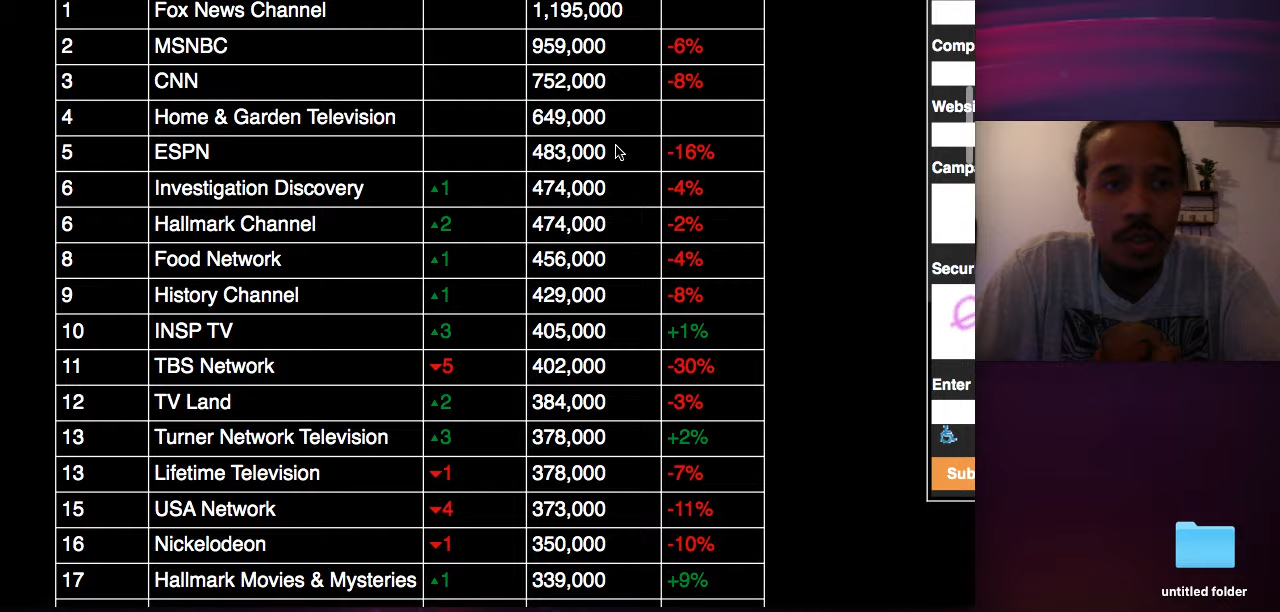 1 Fox News Channel 1,195,000
2 MSNBC 959,000 -6%
3 CNN 752,000 -8%
4 Home & Garden Television 649,000
5 ESPN 483,000 -16%
6 Investigation Discovery ▲1 474,000 -4%
6 Hallmark Channel ▲2 474,000 -2%
8 Food Network ▲1 456,000 -4%
9 History Channel ▲1 429,000 -8%
10 INSP TV ▲3 405,000 +1%
11 TBS Network ▼5 402,000 -30%
12 TV Land ▲2 384,000 -3%
13 Turner Network Television ▲3 378,000 +2%
13 Lifetime Television ▼1 378,000 -7%
15 USA Network ▼4 373,000 -11%
16 Nickelodeon ▼1 350,000 -10%
17 Hallmark Movies & Mysteries ▲1 339,000 +9%
Comp
Websi
Camp
Secur
Enter
Sub
untitled folder